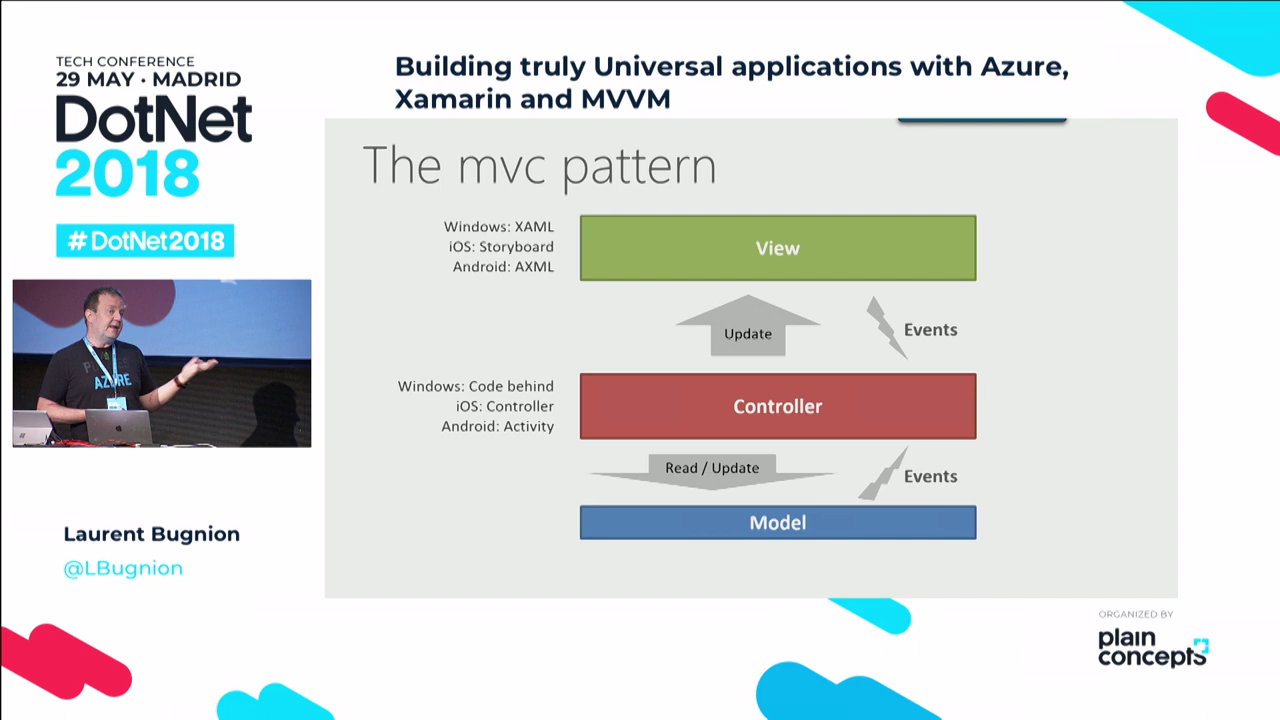 TECH CONFERENCE
29 MAY · MADRID
DotNet
2018
#DotNet2018
Building truly Universal applications with Azure,
Xamarin and MVVM
The mvc pattern
Windows: XAML
iOS: Storyboard
Android: AXML
View
Update
Events
Windows: Code behind
iOS: Controller
Android: Activity
Controller
Read / Update
Events
Model
AZURE
Laurent Bugnion
@LBugnion
ORGANIZED BY
plain
concepts